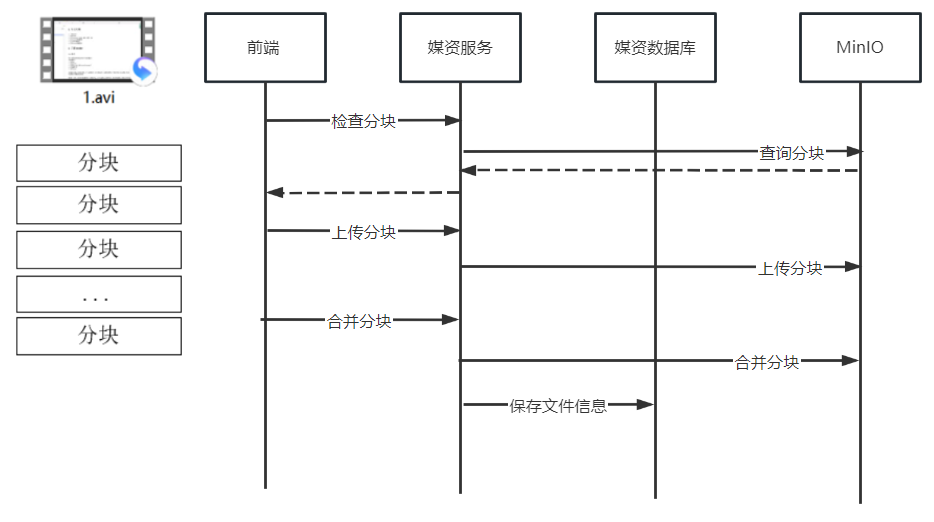 1.avi
分块
分块
分块
...
分块
前端
媒资服务
媒资数据库
MinIO
检查分块
查询分块
上传分块
上传分块
合并分块
合并分块
保存文件信息